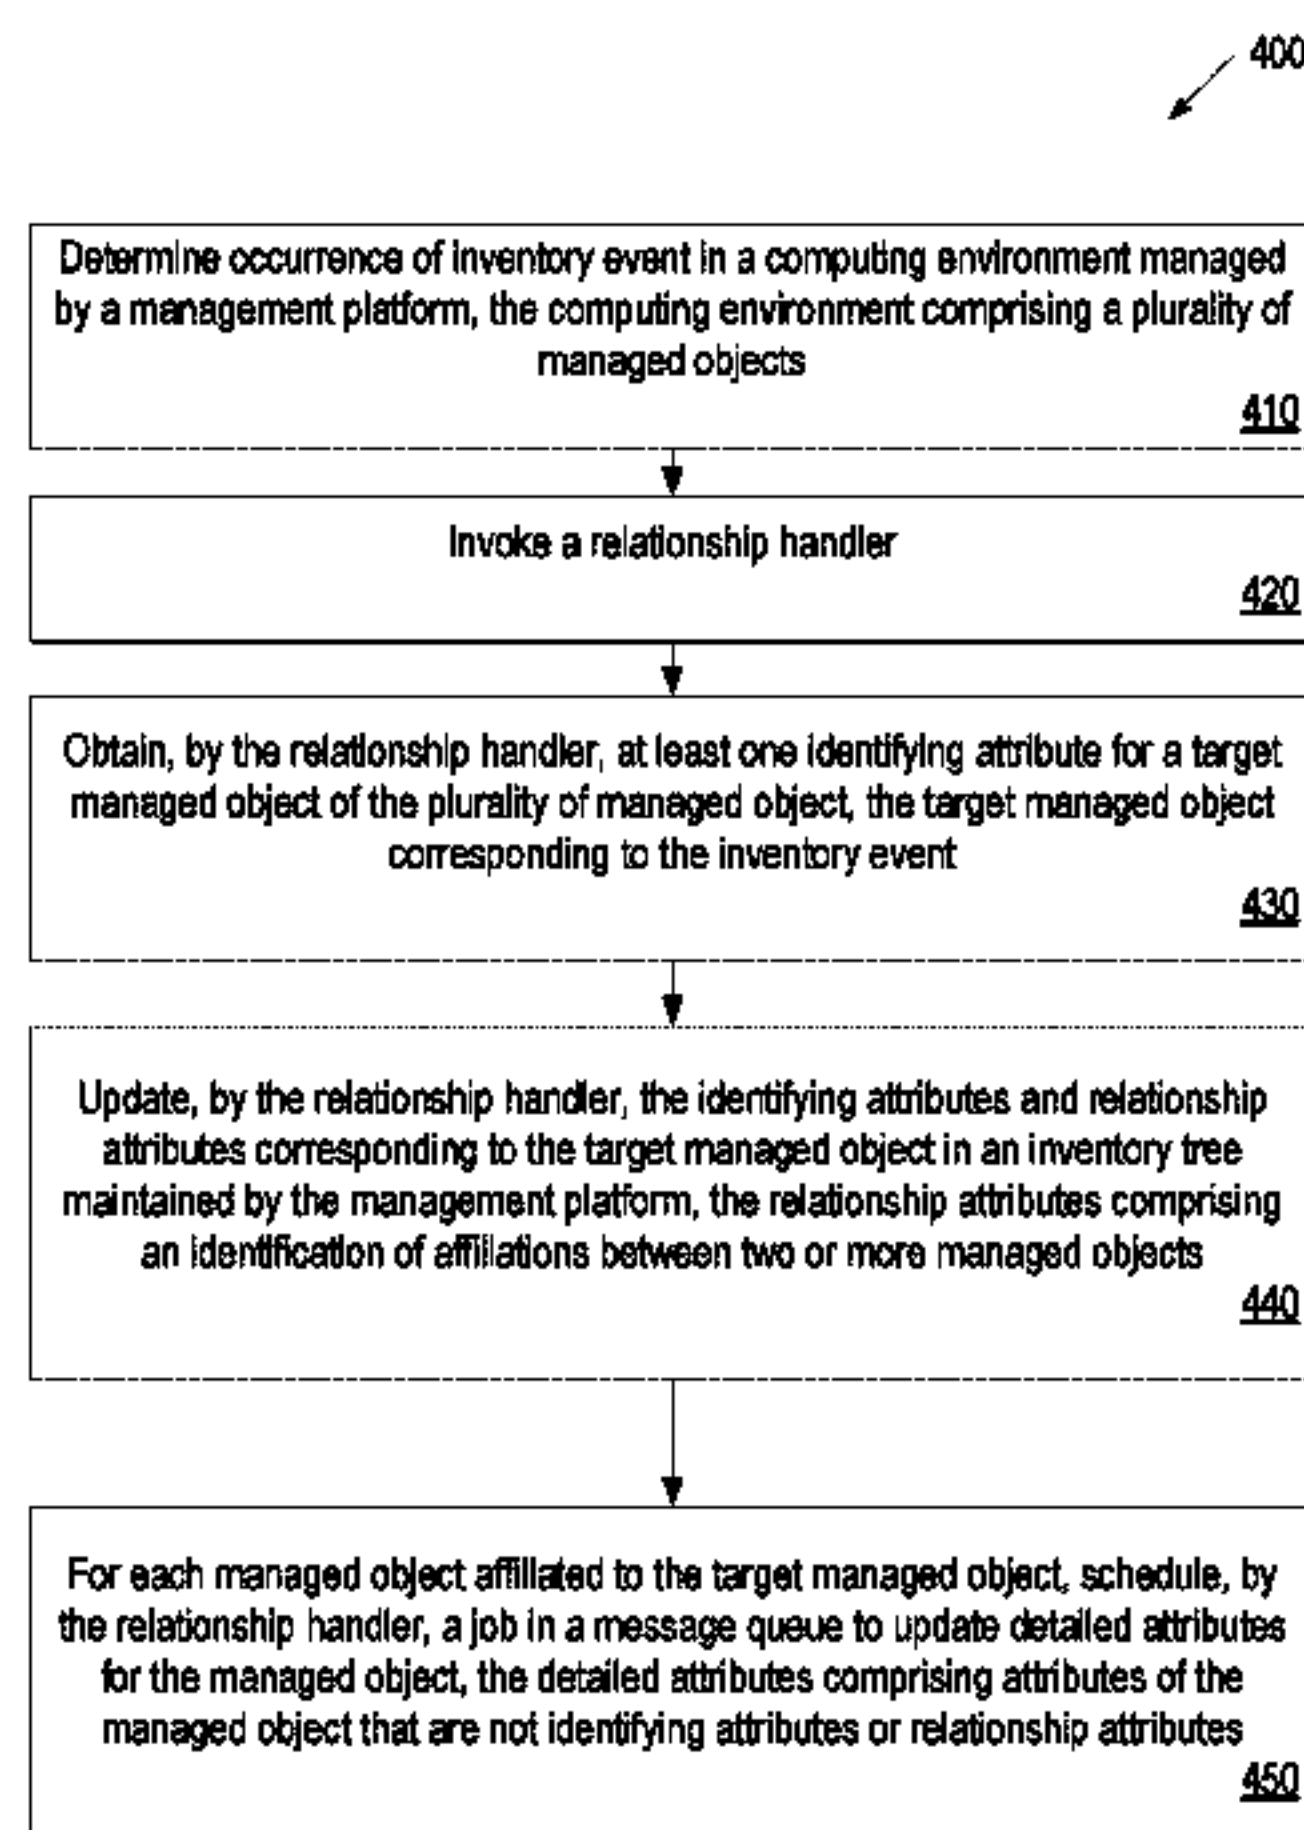 400
Determine occurrence of inventory event in a computing environment managed
by a management platform, the computing environment comprising a plurality of
managed objects
410
Invoke a relationship handler
420
Obtain, by the relationship handler, at least one identifying attribute for a target
managed object of the plurality of managed object, the target managed object
corresponding to the inventory event
430
Update, by the relationship handler, the identifying attributes and relationship
attributes corresponding to the target managed object in an inventory tree
maintained by the management platform, the relationship attributes comprising
an identification of affiliations between two or more managed objects
440
For each managed object affiliated to the target managed object, schedule, by
the relationship handler, a job in a message queue to update detailed attributes
for the managed object, the detailed attributes comprising attributes of the
managed object that are not identifying attributes or relationship attributes
450